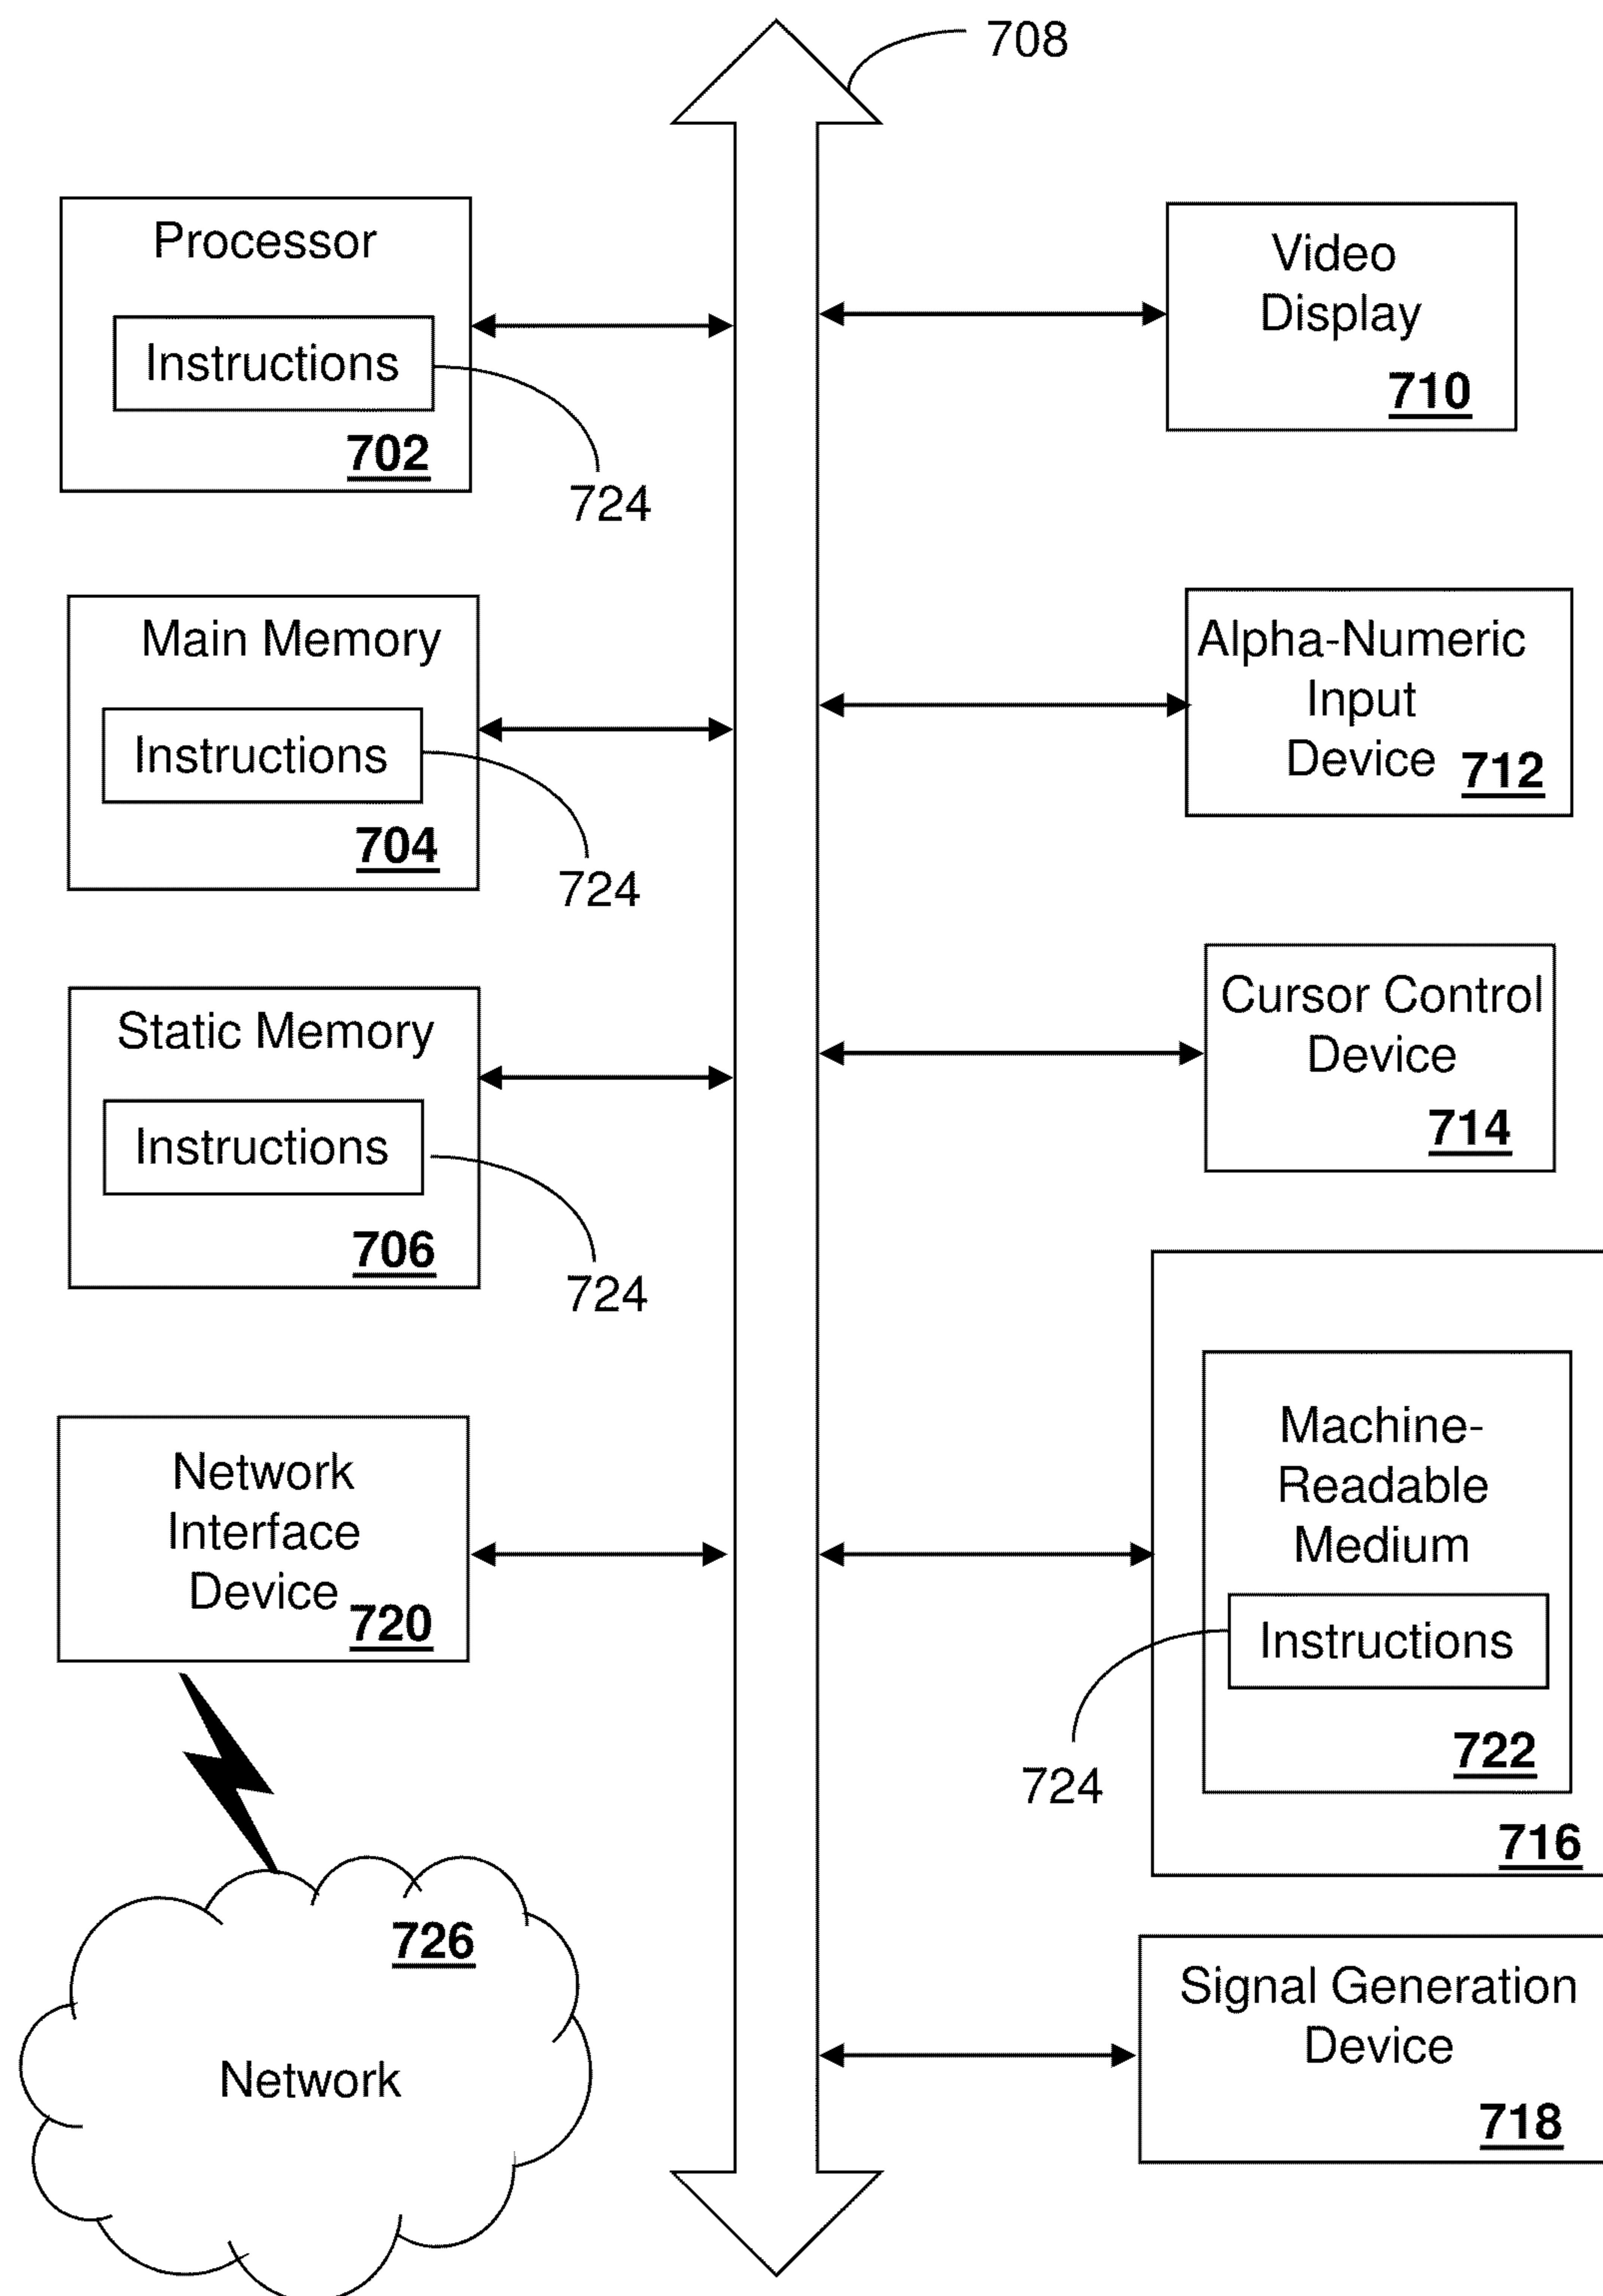 708
Processor
Instructions
702
724
Main Memory
Instructions
704
724
Static Memory
Instructions
706
724
Network
Interface
Device
720
726
Network
Video
Display
710
Alpha-Numeric
Input
Device
712
Cursor Control
Device
714
Machine-
Readable
Medium
Instructions
722
724
716
Signal Generation
Device
718